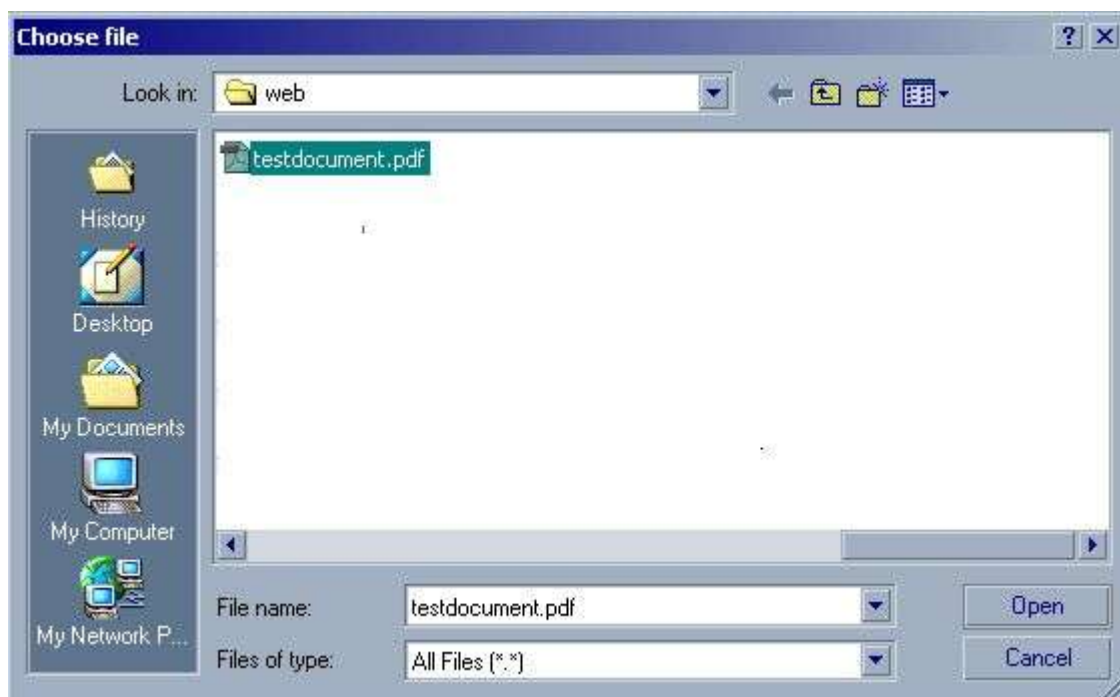 Choose file
Look in: web
testdocument.pdf
History
Desktop
My Documents
My Computer
My Network P...
File name: testdocument.pdf Open
Files of type: All Files (*.*) Cancel